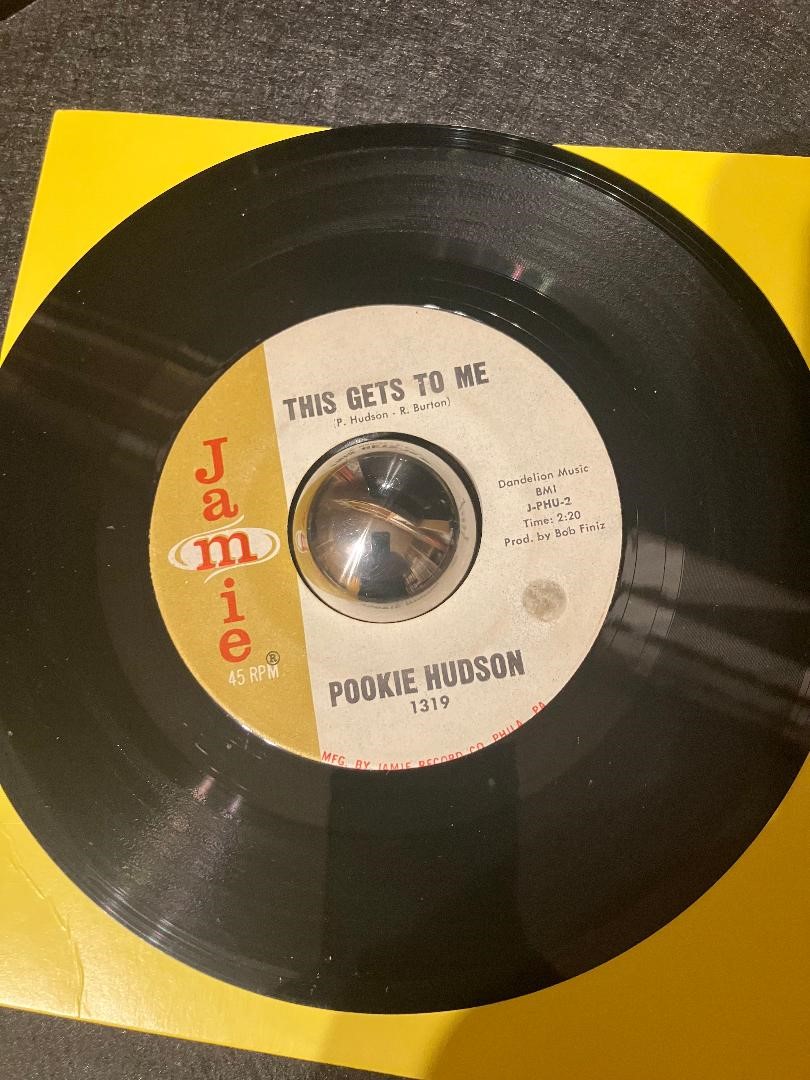 THIS GETS TO ME
(P. Hudson - R. Burton)
Jamie
®
45 RPM
Dandelion Music
BMI
J-PHU-2
Time: 2:20
Prod. by Bob Finiz
POOKIE HUDSON
1319
MFG. BY JAMIE RECORD CO. PHILA. PA.